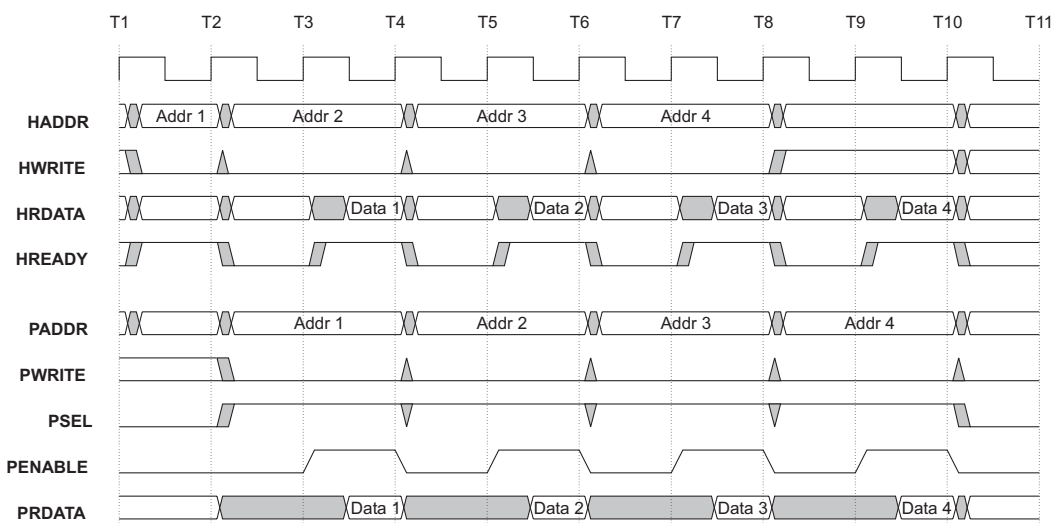 T1 T2 T3 T4 T5 T6 T7 T8 T9 T10 T11
HADDR Addr 1 Addr 2 Addr 3 Addr 4
HWRITE
HRDATA Data 1 Data 2 Data 3 Data 4
HREADY
PADDR Addr 1 Addr 2 Addr 3 Addr 4
PWRITE
PSEL
PENABLE
PRDATA Data 1 Data 2 Data 3 Data 4